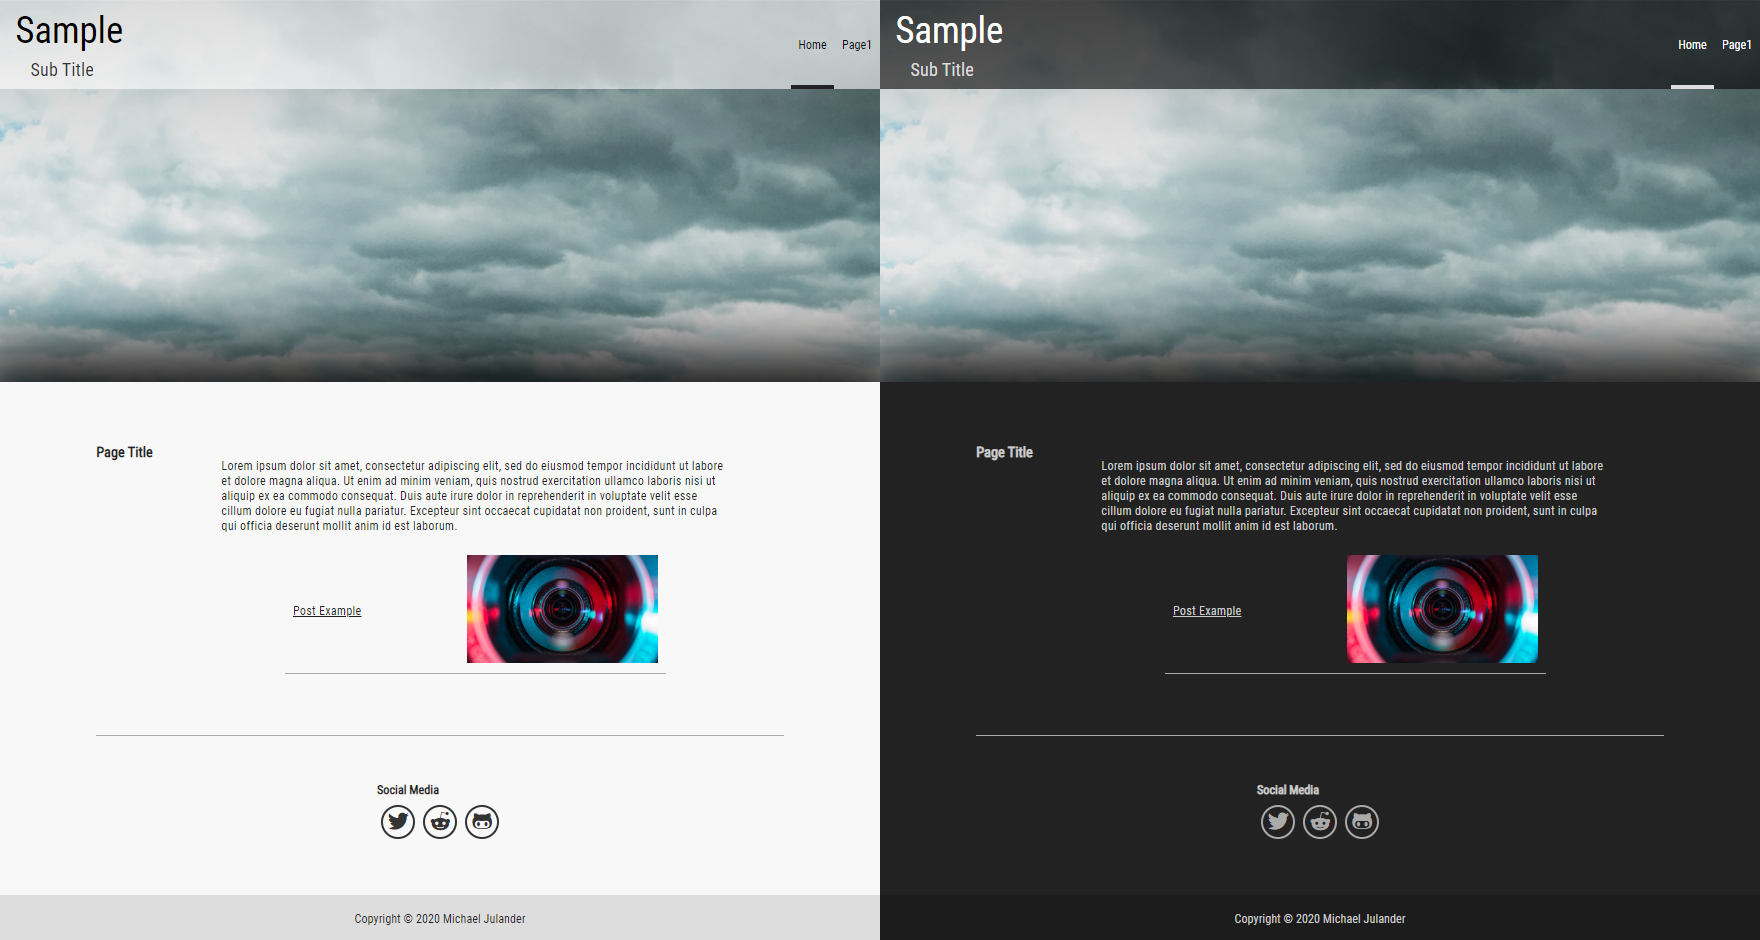 Sample
Home Page1
Sub Title
Page Title
Lorem ipsum dolor sit amet, consectetur adipiscing elit, sed do eiusmod tempor incididunt ut labore
et dolore magna aliqua. Ut enim ad minim veniam, quis nostrud exercitation ullamco laboris nisi ut
aliquip ex ea commodo consequat. Duis aute irure dolor in reprehenderit in voluptate velit esse
cillum dolore eu fugiat nulla pariatur. Excepteur sint occaecat cupidatat non proident, sunt in culpa
qui officia deserunt mollit anim id est laborum.
Post Example
Social Media
Copyright © 2020 Michael Julander
Sample
Home Page1
Sub Title
Page Title
Lorem ipsum dolor sit amet, consectetur adipiscing elit, sed do eiusmod tempor incididunt ut labore
et dolore magna aliqua. Ut enim ad minim veniam, quis nostrud exercitation ullamco laboris nisi ut
aliquip ex ea commodo consequat. Duis aute irure dolor in reprehenderit in voluptate velit esse
cillum dolore eu fugiat nulla pariatur. Excepteur sint occaecat cupidatat non proident, sunt in culpa
qui officia deserunt mollit anim id est laborum.
Post Example
Social Media
Copyright © 2020 Michael Julander